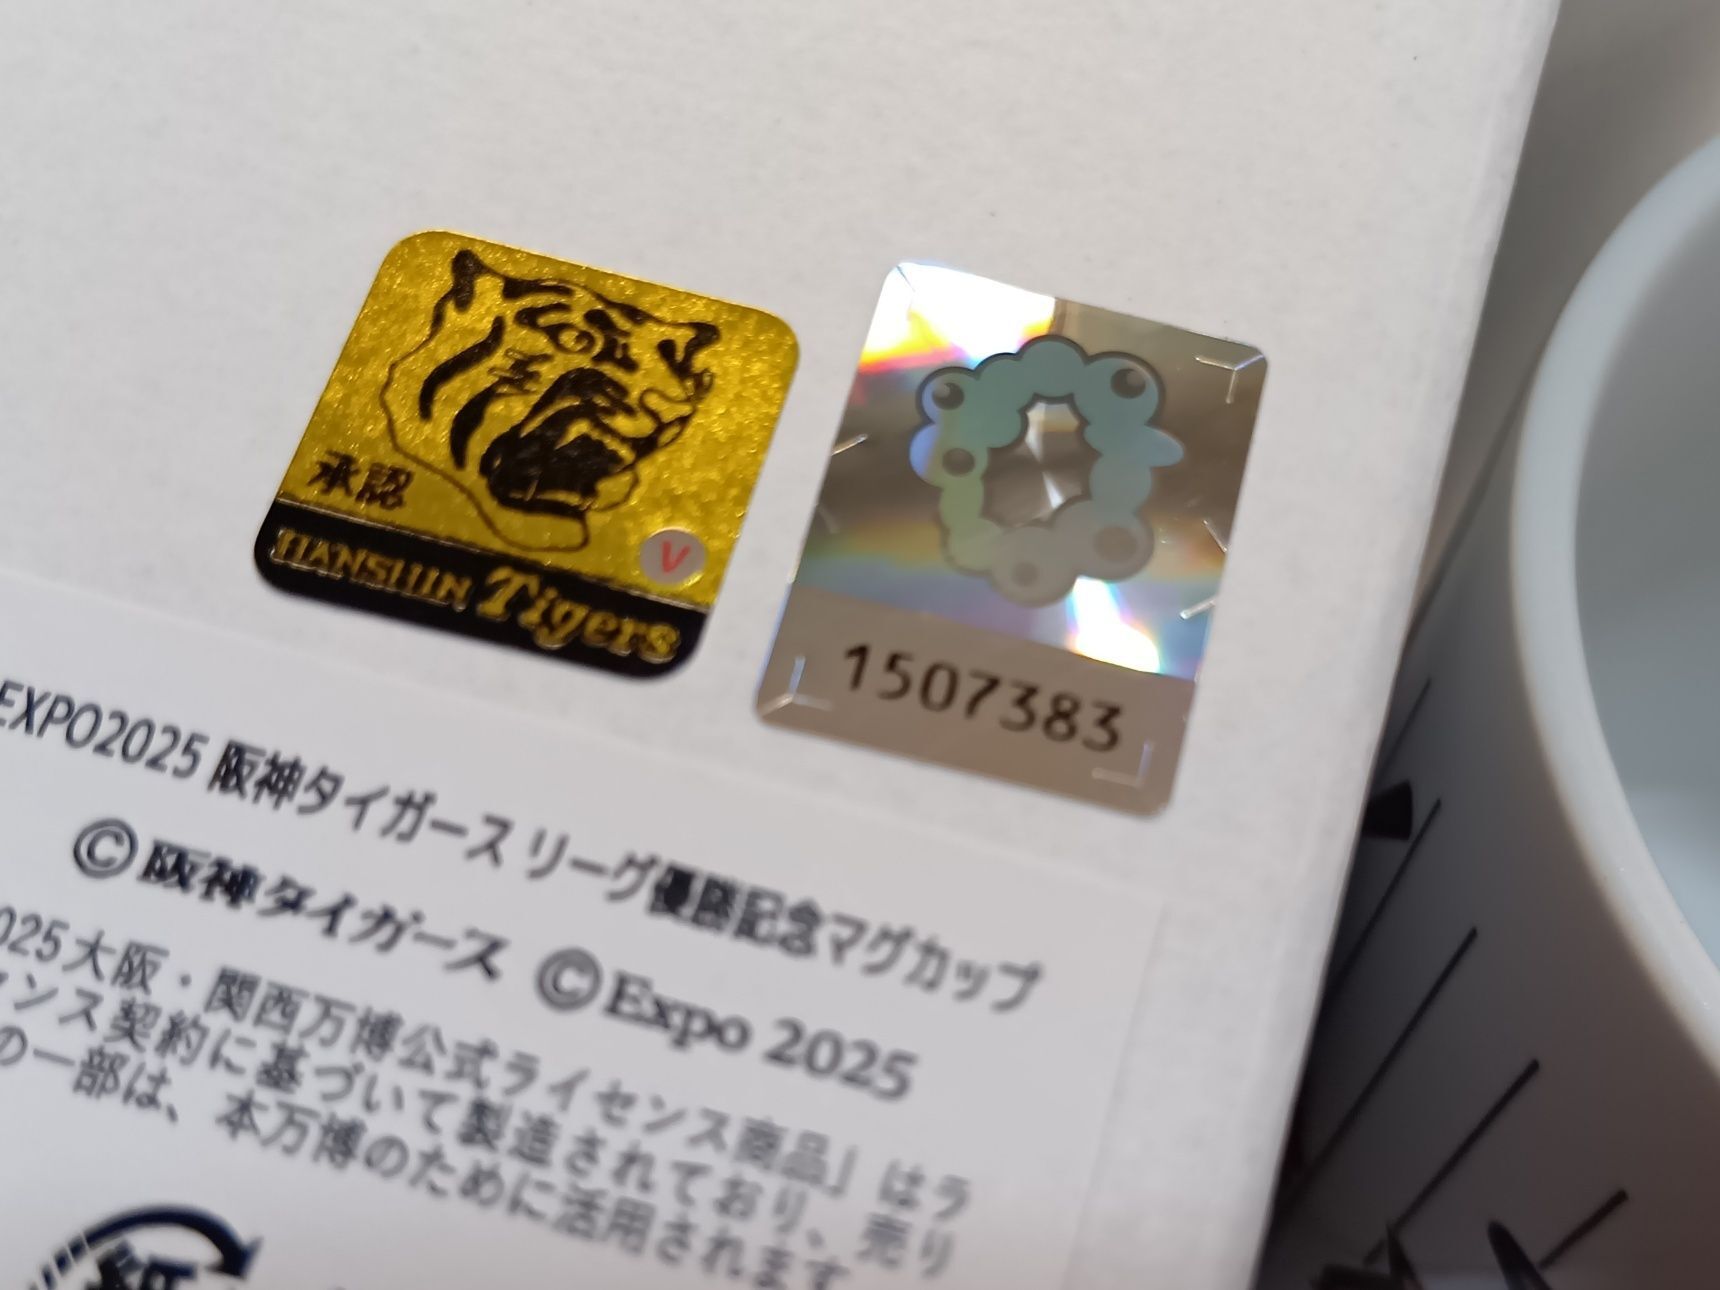 承認
V
HANSHIN Tigers
1507383
EXPO2025 阪神タイガース リーグ優勝記念マグカップ
©阪神タイガース ©Expo 2025
025大阪・関西万博公式ライセンス商品」はラ
センス契約に基づいて製造されており、売り
の一部は、本万博のために活用されます
紙